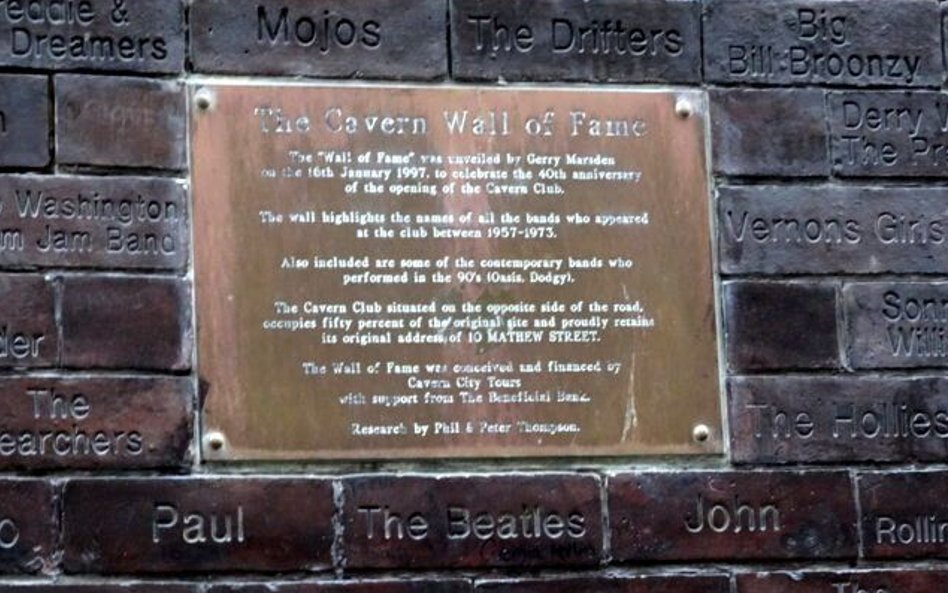 eddie &
Dreamers
Mojos
The Drifters
Big
Bill Broonzy
The Cavern Wall of Fame
The "Wall of Fame" was unveiled by Gerry Marsden
on the 16th January 1997, to celebrate the 40th anniversary
of the opening of the Cavern Club.
The wall highlights the names of all the bands who appeared
at the club between 1957-1973.
Also included are some of the contemporary bands who
performed in the 90's (Oasis, Dodgy).
The Cavern Club situated on the opposite side of the road,
occupies fifty percent of the original site and proudly retains
its original address of 10 MATHEW STREET.
The Wall of Fame was conceived and financed by
Cavern City Tours
with support from The Beneficial Bank.
Research by Phil & Peter Thompson.
Derry
The
Washington
m Jam Band
Vernons Girls
der
The
earchers
The Hollies
Paul
The Beatles
John
Rollin
The